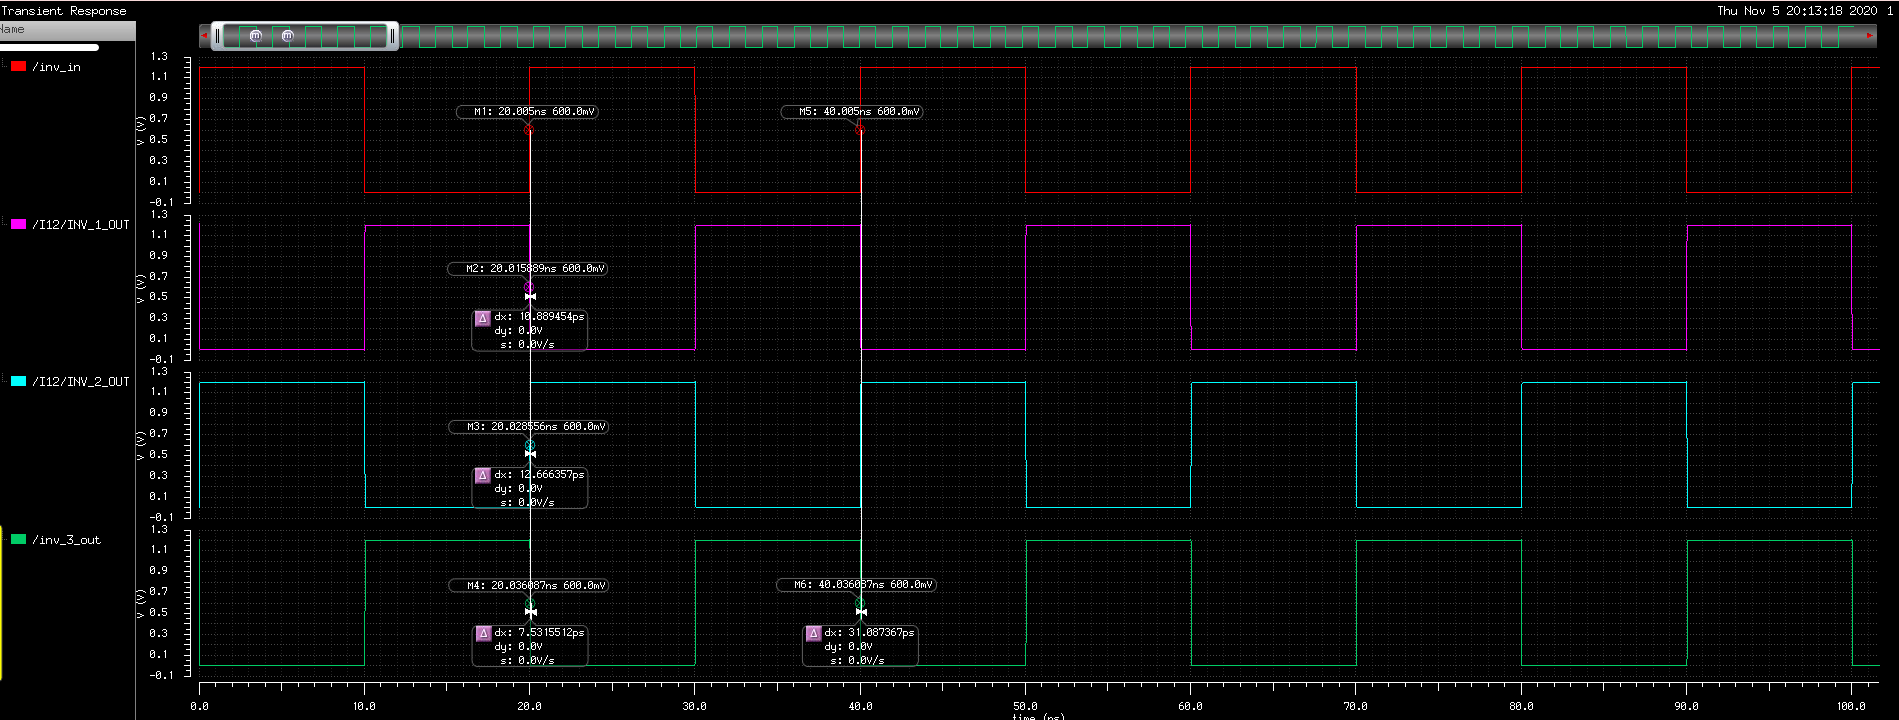 Transient Response
Thu Nov 5 20:13:18 2020 1
Name
m
m
/inv_in
1.3
1.1
0.9
0.7
0.5
0.3
0.1
-0.1
V (V)
M1: 20.005ns 600.0mV
M5: 40.005ns 600.0mV
/I12/INV_1_OUT
1.3
1.1
0.9
0.7
0.5
0.3
0.1
-0.1
V (V)
M2: 20.015889ns 600.0mV
Δ dx: 10.889454ps
dy: 0.0V
s: 0.0V/s
/I12/INV_2_OUT
1.3
1.1
0.9
0.7
0.5
0.3
0.1
-0.1
V (V)
M3: 20.028556ns 600.0mV
Δ dx: 12.666357ps
dy: 0.0V
s: 0.0V/s
/inv_3_out
1.3
1.1
0.9
0.7
0.5
0.3
0.1
-0.1
V (V)
M4: 20.036087ns 600.0mV
M6: 40.036087ns 600.0mV
Δ dx: 7.5315512ps
dy: 0.0V
s: 0.0V/s
Δ dx: 31.087367ps
dy: 0.0V
s: 0.0V/s
0.0 10.0 20.0 30.0 40.0 50.0 60.0 70.0 80.0 90.0 100.0
time (ns)